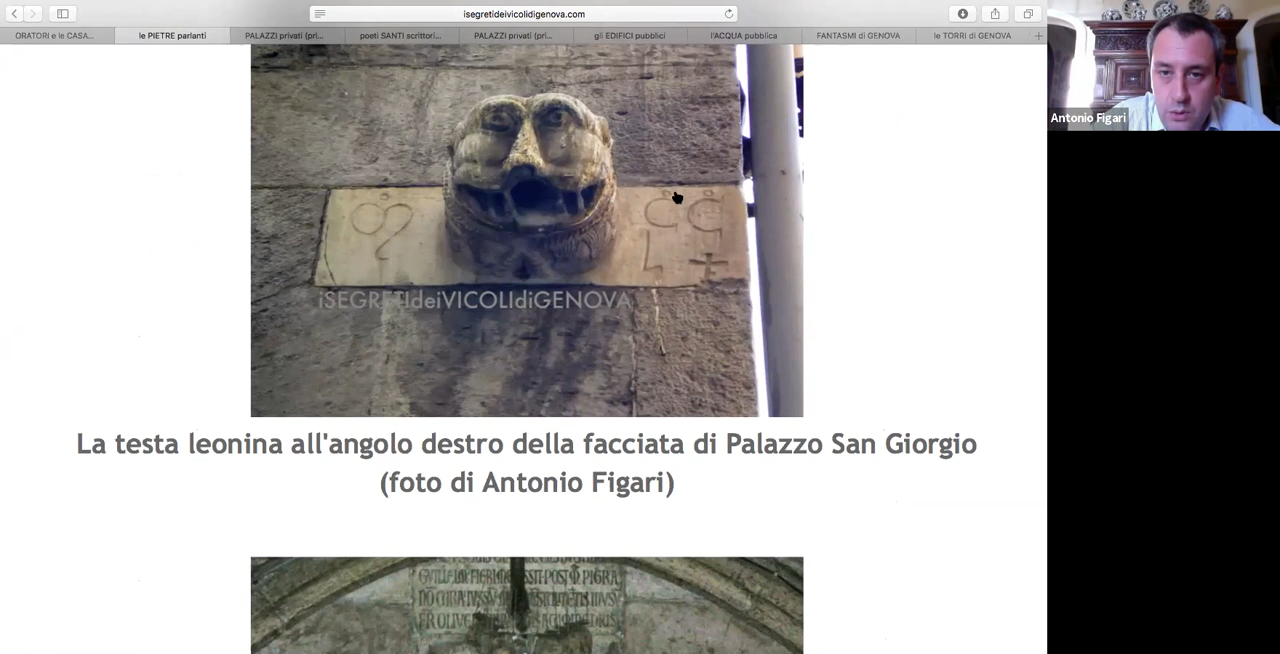 isegretideivicolidigenova.com
ORATORI e le CASA...
le PIETRE parlanti
PALAZZI privati (pri...
poeti SANTI scrittori...
PALAZZI privati (pri...
gli EDIFICI pubblici
l'ACQUA pubblica
FANTASMI di GENOVA
le TORRI di GENOVA
Antonio Figari
iSEGRETIdeiVICOLIdiGENOVA
La testa leonina all'angolo destro della facciata di Palazzo San Giorgio
(foto di Antonio Figari)